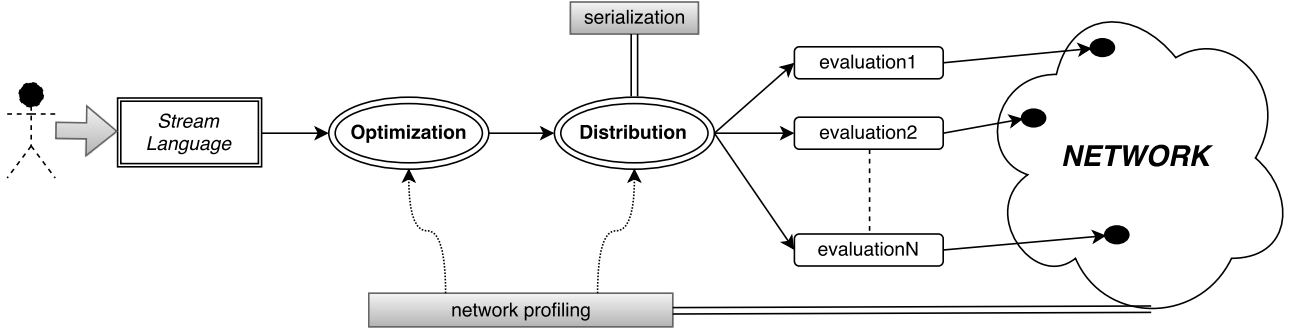 serialization
evaluation1
Stream
Language
Optimization
Distribution
evaluation2
NETWORK
evaluationN
network profiling